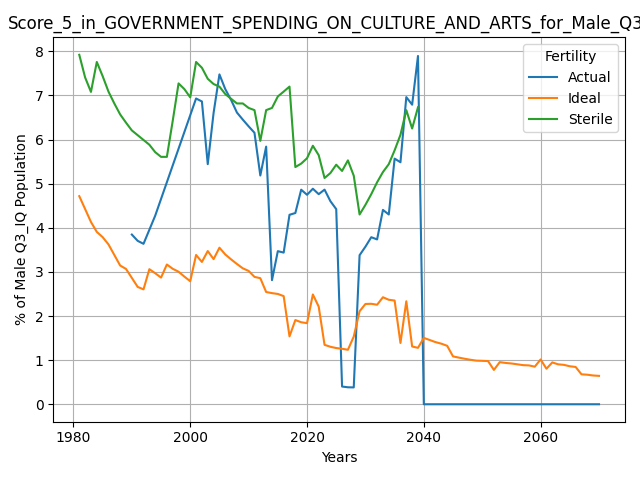 Score_5_in_GOVERNMENT_SPENDING_ON_CULTURE_AND_ARTS_for_Male_Q3
Fertility
Actual
Ideal
Sterile
% of Male Q3_IQ Population
8
7
6
5
4
3
2
1
0
1980 2000 2020 2040 2060
Years